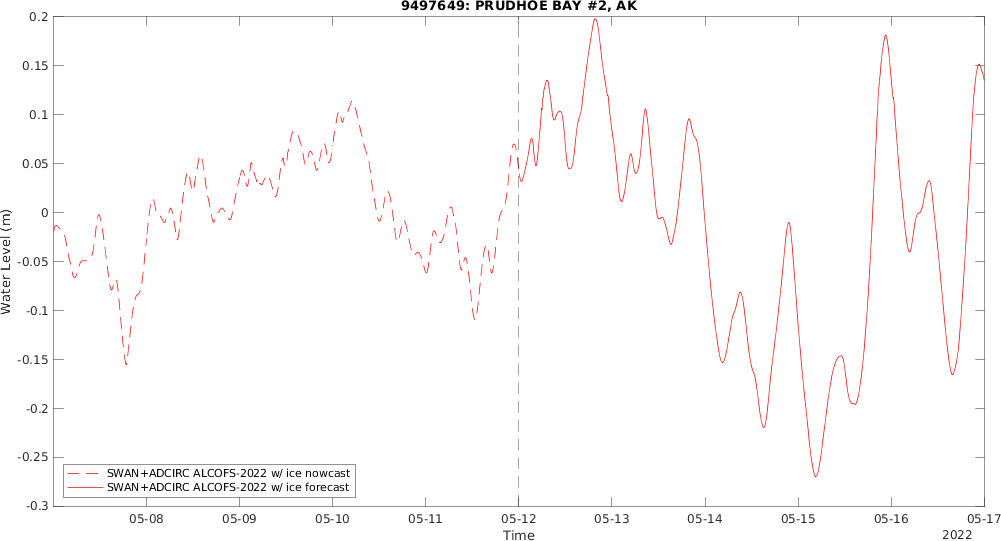 9497649: PRUDHOE BAY #2, AK
0.2
0.15
0.1
0.05
0
-0.05
-0.1
-0.15
-0.2
-0.25
-0.3
Water Level (m)
SWAN+ADCIRC ALCOFS-2022 w/ ice nowcast
SWAN+ADCIRC ALCOFS-2022 w/ ice forecast
05-08 05-09 05-10 05-11 05-12 05-13 05-14 05-15 05-16 05-17
Time
2022